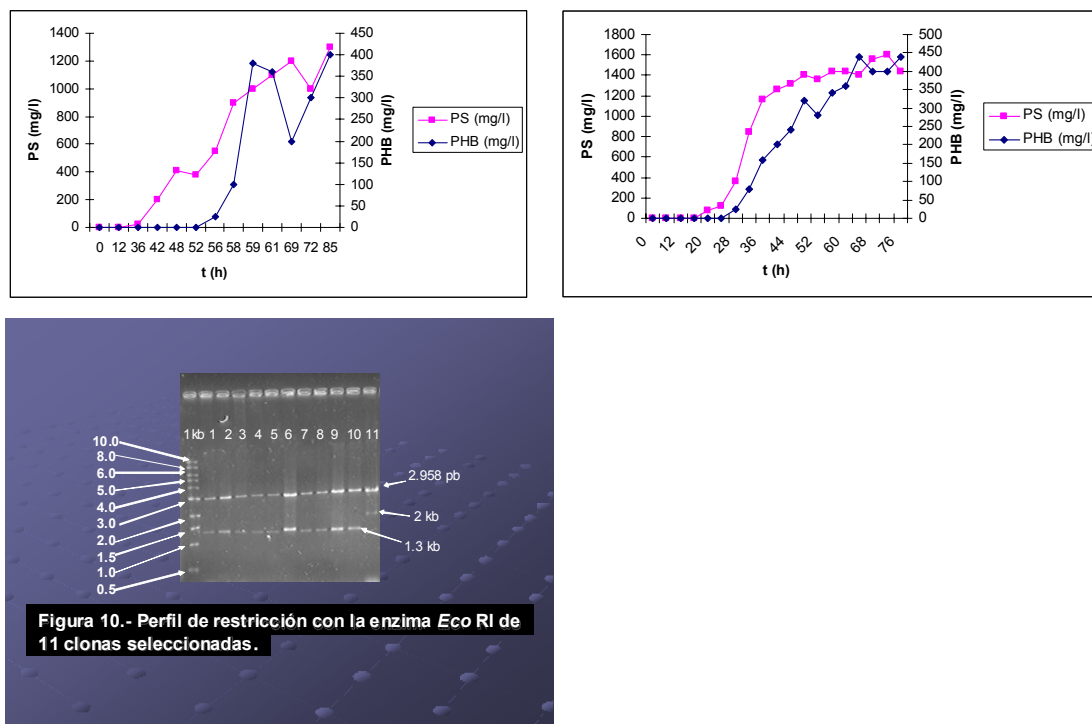 1400
1200
1000
800
600
400
200
0
PS (mg/l)
450
400
350
300
250
200
150
100
50
0
PHB (mg/l)
0 12 36 42 48 52 56 58 59 61 69 72 85
t (h)
PS (mg/l)
PHB (mg/l)
1800
1600
1400
1200
1000
800
600
400
200
0
PS (mg/l)
500
450
400
350
300
250
200
150
100
50
0
PHB (mg/l)
0 6 12 20 28 36 44 52 60 68 76
t (h)
PS (mg/l)
PHB (mg/l)
1 kb 1 2 3 4 5 6 7 8 9 10 11
10.0
8.0
6.0
5.0
4.0
3.0
2.0
1.5
1.0
0.5
2.958 pb
2 kb
1.3 kb
Figura 10.- Perfil de restricción con la enzima Eco RI de
11 clonas seleccionadas.